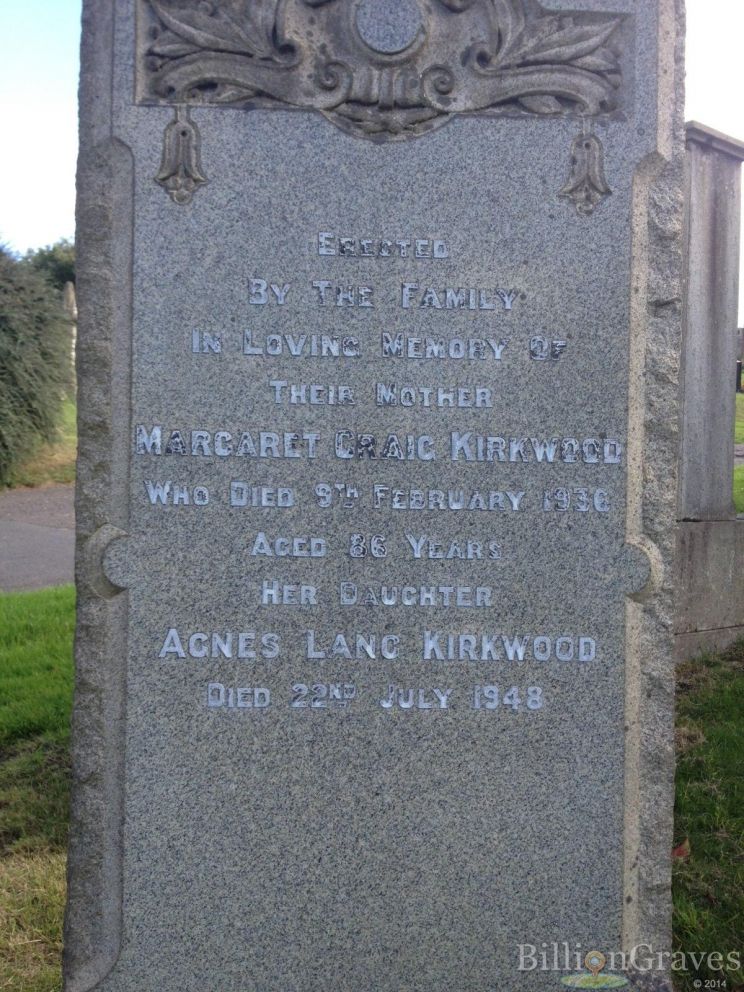 ERECTED
BY THE FAMILY
IN LOVING MEMORY OF
THEIR MOTHER
MARGARET CRAIG KIRKWOOD
WHO DIED 9TH FEBRUARY 1936
AGED 86 YEARS
HER DAUGHTER
AGNES LANG KIRKWOOD
DIED 22ND JULY 1948
BillionGraves
© 2014